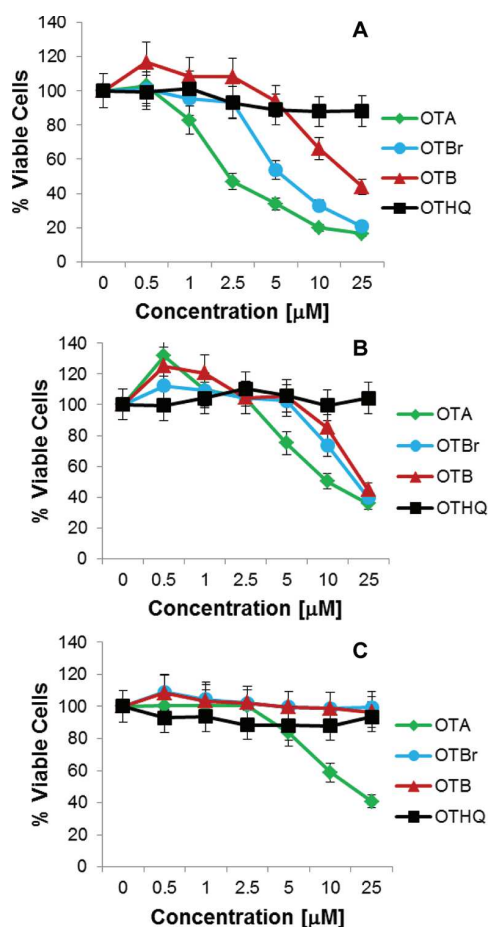 A
140
120
100
80
60
40
20
0
% Viable Cells
0 0.5 1 2.5 5 10 25
Concentration [μM]
OTA
OTBr
OTB
OTHQ
B
140
120
100
80
60
40
20
0
% Viable Cells
0 0.5 1 2.5 5 10 25
Concentration [μM]
OTA
OTBr
OTB
OTHQ
C
140
120
100
80
60
40
20
0
% Viable Cells
0 0.5 1 2.5 5 10 25
Concentration [μM]
OTA
OTBr
OTB
OTHQ